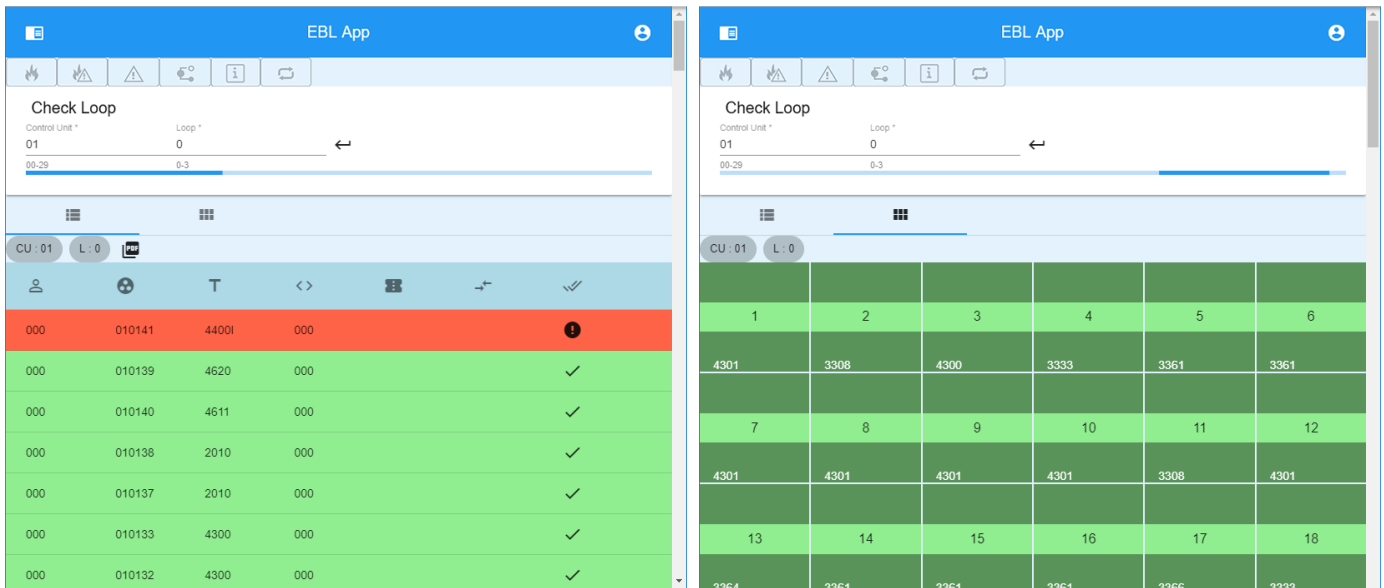 EBL App
Check Loop
Control Unit * Loop *
01 0
00-29 0-3
CU : 01 L : 0 PDF
000 010141 4400I 000
000 010139 4620 000
000 010140 4611 000
000 010138 2010 000
000 010137 2010 000
000 010133 4300 000
000 010132 4300 000
EBL App
Check Loop
Control Unit * Loop *
01 0
00-29 0-3
CU : 01 L : 0
1 2 3 4 5 6
4301 3308 4300 3333 3361 3361
7 8 9 10 11 12
4301 4301 4301 4301 3308 4301
13 14 15 16 17 18